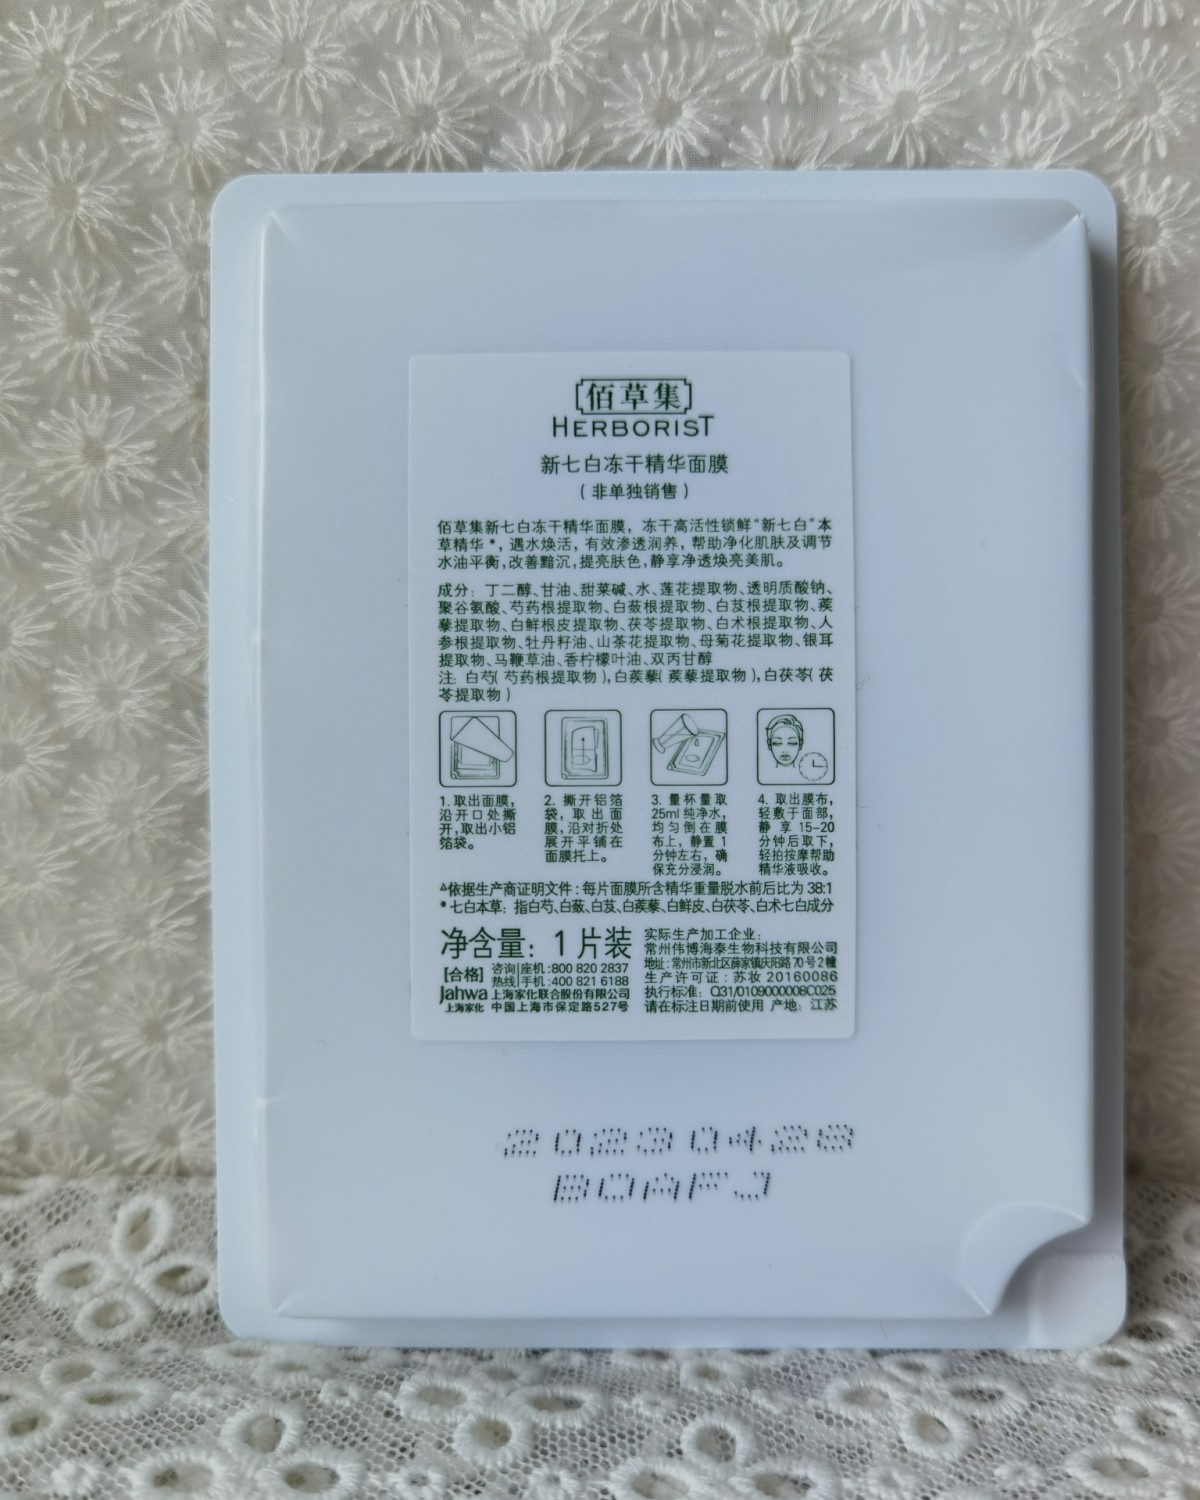 佰草集
HERBORIST
新七白冻干精华面膜
(非单独销售)
佰草集新七白冻干精华面膜，冻干高活性锁鲜"新七白"本
草精华*，遇水焕活，有效渗透润养，帮助净化肌肤及调节
水油平衡，改善黯沉，提亮肤色，静享净透焕亮美肌。
成分：丁二醇、甘油、甜菜碱、水、莲花提取物、透明质酸钠、
聚谷氨酸、芍药根提取物、白蔹根提取物、白芨根提取物、蒺
藜提取物、白鲜根皮提取物、茯苓提取物、白术根提取物、人
参根提取物、牡丹籽油、山茶花提取物、母菊花提取物、银耳
提取物、马鞭草油、香柠檬叶油、双丙甘醇
注：白芍(芍药根提取物),白蒺藜(蒺藜提取物),白茯苓(茯
苓提取物)
1.取出面膜，
沿开口处撕
开,取出小铝
箔袋。
2.撕开铝箔
袋，取出面
膜，沿对折处
展开平铺在
面膜托上。
3.量杯量取
25ml纯净水，
均匀倒在膜
布上，静置1
分钟左右，确
保充分浸润。
4.取出膜布，
轻敷于面部，
静享15-20
分钟后取下，
轻拍按摩帮助
精华液吸收。
△依据生产商证明文件：每片面膜所含精华重量脱水前后比为38:1
*七白本草：指白芍、白蔹、白芨、白蒺藜、白鲜皮、白茯苓、白术七白成分
净含量：1片装
[合格]
咨询|座机:800 820 2837
热线|手机:400 821 6188
Jahwa
上海家化
上海家化联合股份有限公司
中国上海市保定路527号
实际生产加工企业：
常州伟博海泰生物科技有限公司
地址：常州市新北区薛家镇庆阳路70号2幢
生产许可证：苏妆20160086
执行标准：Q31/0109000008C025
请在标注日期前使用 产地：江苏
20230428
BOAFJ